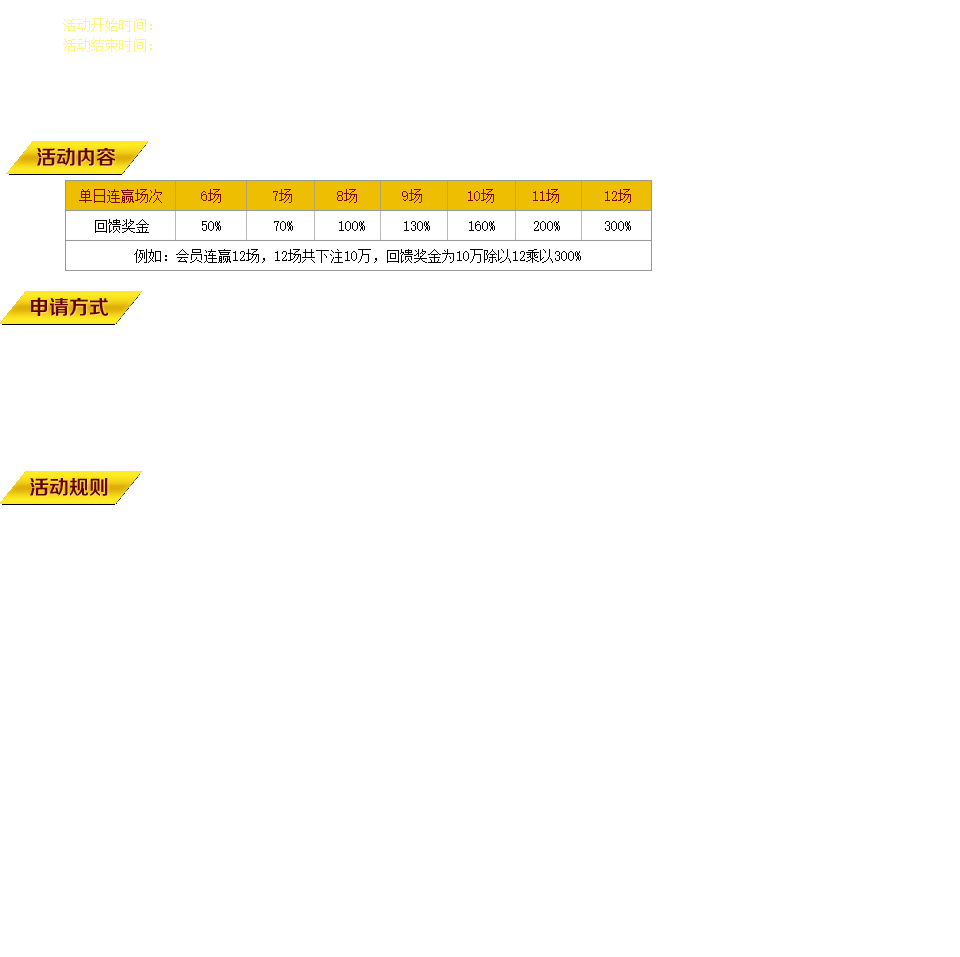 活动开始时间：
活动结束时间：
活动内容
单日连赢场次 6场 7场 8场 9场 10场 11场 12场
回馈奖金 50% 70% 100% 130% 160% 200% 300%
例如：会员连赢12场，12场共下注10万，回馈奖金为10万除以12乘以300%
申请方式
活动规则